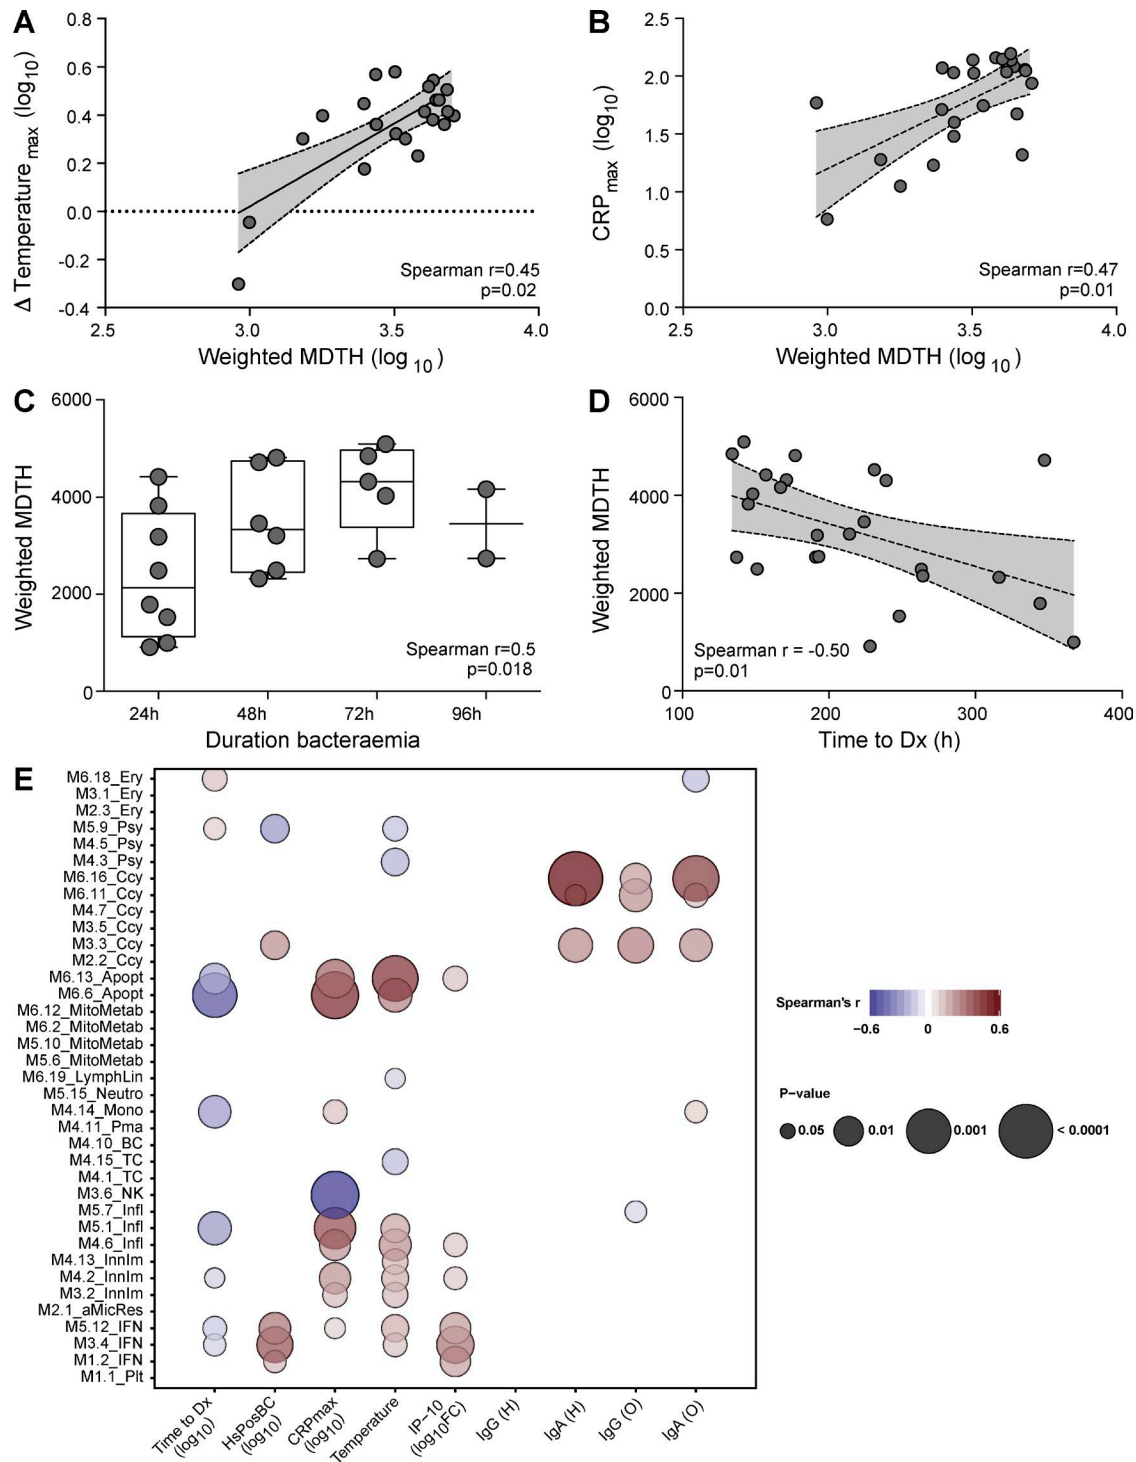 A
0.8
0.6
0.4
0.2
0.0
-0.2
-0.4
Δ Temperature max (log 10)
Spearman r=0.45
p=0.02
2.5 3.0 3.5 4.0
Weighted MDTH (log 10)
B
2.5
2.0
1.5
1.0
0.5
0.0
CRP max (log 10)
Spearman r=0.47
p=0.01
2.5 3.0 3.5 4.0
Weighted MDTH (log 10)
C
6000
4000
2000
0
Weighted MDTH
Spearman r=0.5
p=0.018
24h 48h 72h 96h
Duration bacteraemia
D
6000
4000
2000
0
Weighted MDTH
Spearman r = -0.50
p=0.01
100 200 300 400
Time to Dx (h)
E
M6.18_Ery
M3.1_Ery
M2.3_Ery
M5.9_Psy
M4.5_Psy
M4.3_Psy
M6.16_Ccy
M6.11_Ccy
M4.7_Ccy
M3.5_Ccy
M3.3_Ccy
M2.2_Ccy
M6.13_Apopt
M6.6_Apopt
M6.12_MitoMetab
M6.2_MitoMetab
M5.10_MitoMetab
M5.6_MitoMetab
M6.19_LymphLin
M5.15_Neutro
M4.14_Mono
M4.11_Pma
M4.10_BC
M4.15_TC
M4.1_TC
M3.6_NK
M5.7_Infl
M5.1_Infl
M4.6_Infl
M4.13_InnIm
M4.2_InnIm
M3.2_InnIm
M2.1_aMicRes
M5.12_IFN
M3.4_IFN
M1.2_IFN
M1.1_Plt
Time to Dx
(log10)
HsPosBC
(log10)
CRPmax
(log10)
Temperature
IP−10
(log10FC)
IgG (H)
IgA (H)
IgG (O)
IgA (O)
Spearman's r
−0.6 0 0.6
P−value
0.05 0.01 0.001 < 0.0001